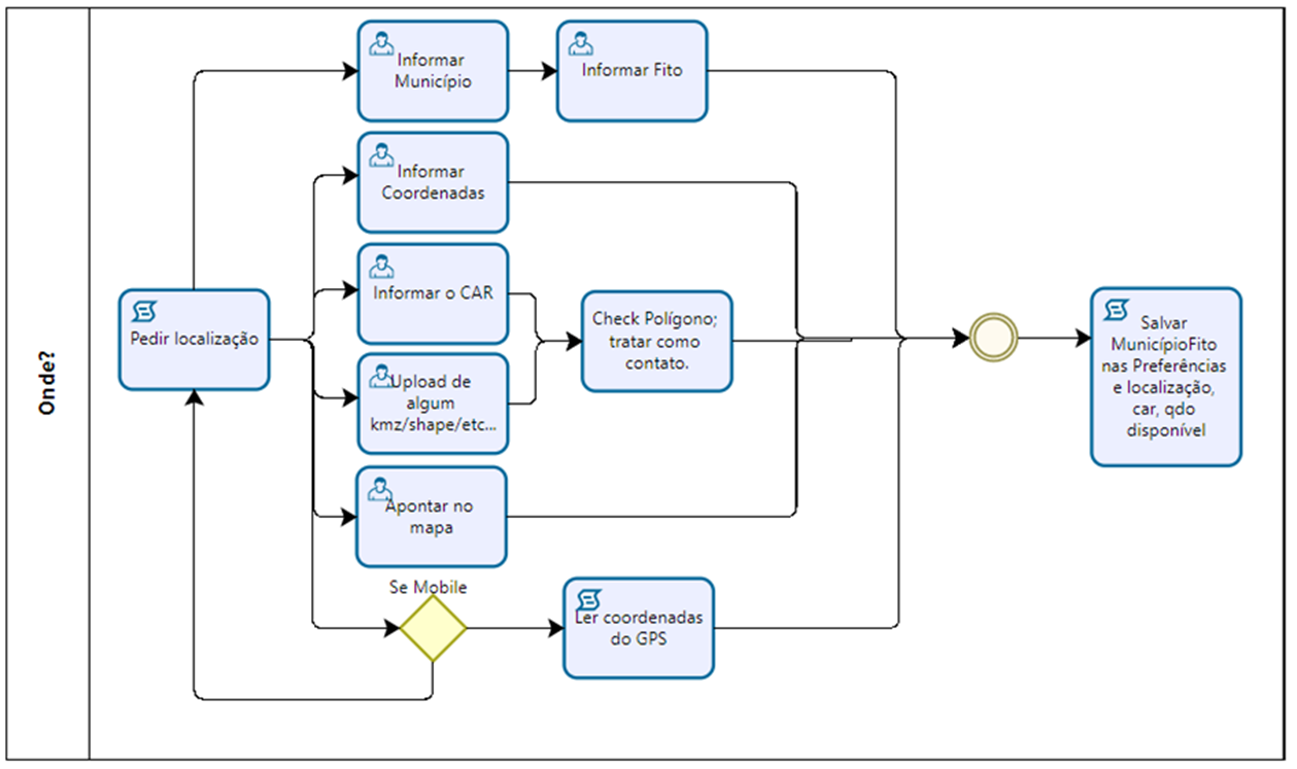 Onde?
Pedir localização
Informar
Município
Informar Fito
Informar
Coordenadas
Informar o CAR
Upload de
algum
kmz/shape/etc...
Check Polígono;
tratar como
contato.
Apontar no
mapa
Se Mobile
Ler coordenadas
do GPS
Salvar
MunicípioFito
nas Preferências
e localização,
car, qdo
disponível